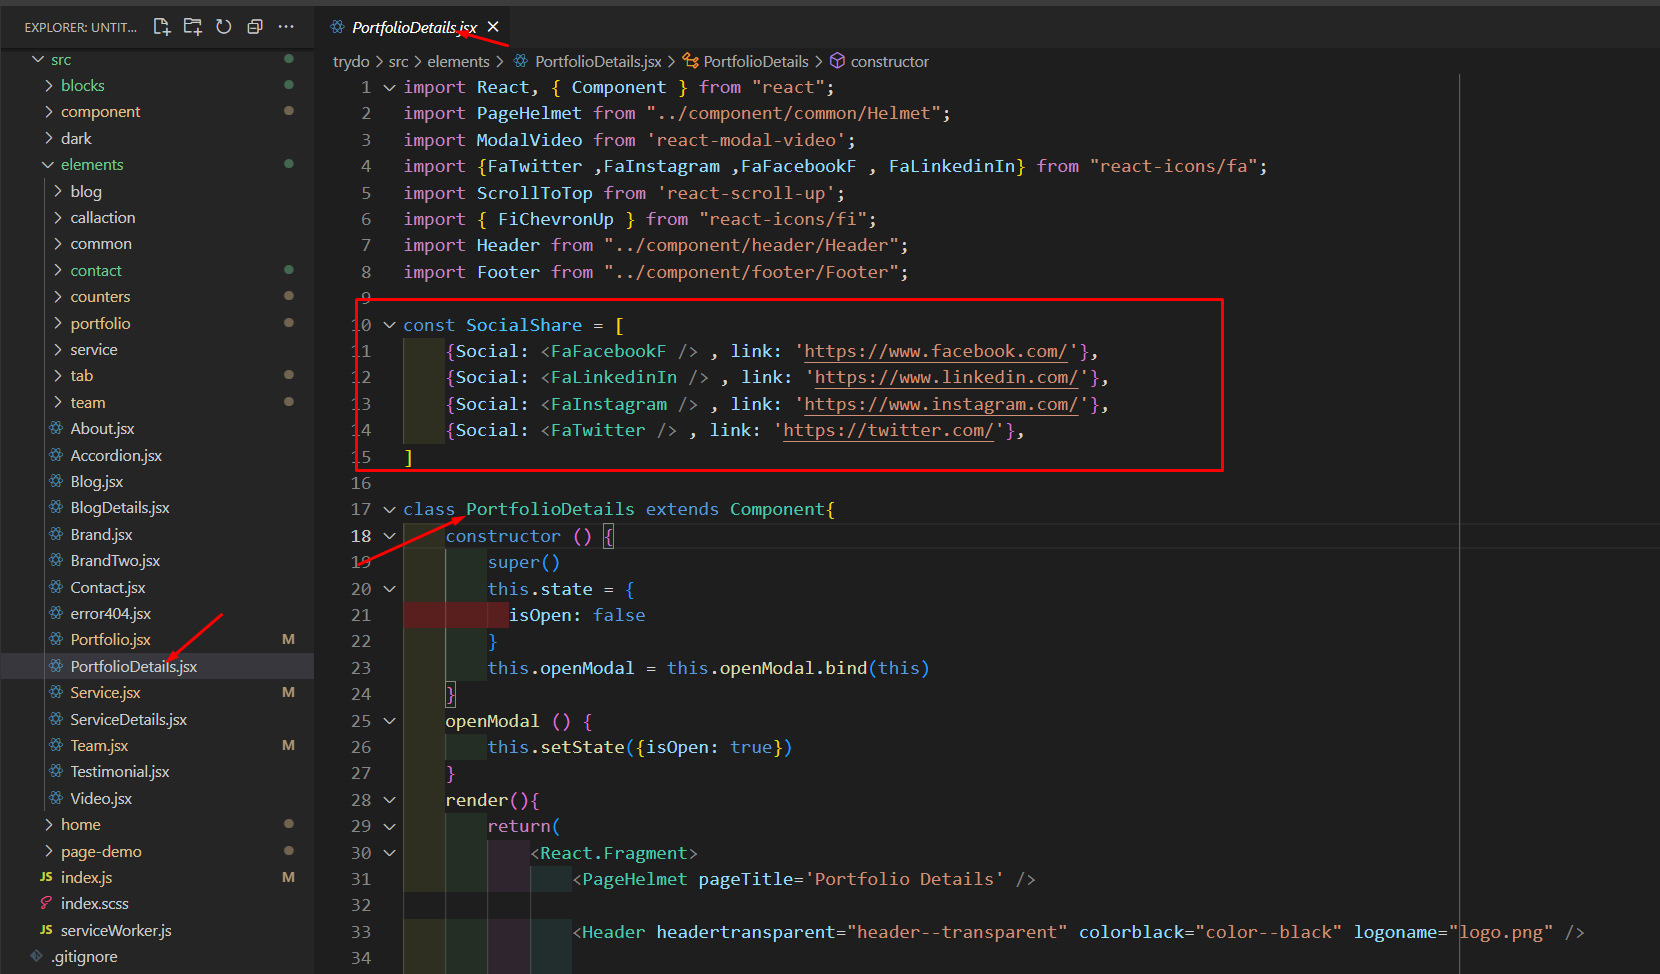 EXPLORER: UNTIT...
src
blocks
component
dark
elements
blog
callaction
common
contact
counters
portfolio
service
tab
team
About.jsx
Accordion.jsx
Blog.jsx
BlogDetails.jsx
Brand.jsx
BrandTwo.jsx
Contact.jsx
error404.jsx
Portfolio.jsx M
PortfolioDetails.jsx
Service.jsx M
ServiceDetails.jsx
Team.jsx M
Testimonial.jsx
Video.jsx
home
page-demo
JS index.js M
index.scss
JS serviceWorker.js
.gitignore
PortfolioDetails.jsx
trydo > src > elements > PortfolioDetails.jsx > PortfolioDetails > constructor
1 import React, { Component } from "react";
2 import PageHelmet from "../component/common/Helmet";
3 import ModalVideo from 'react-modal-video';
4 import {FaTwitter ,FaInstagram ,FaFacebookF , FaLinkedinIn} from "react-icons/fa";
5 import ScrollToTop from 'react-scroll-up';
6 import { FiChevronUp } from "react-icons/fi";
7 import Header from "../component/header/Header";
8 import Footer from "../component/footer/Footer";
9
10 const SocialShare = [
11 {Social: <FaFacebookF /> , link: 'https://www.facebook.com/'},
12 {Social: <FaLinkedinIn /> , link: 'https://www.linkedin.com/'},
13 {Social: <FaInstagram /> , link: 'https://www.instagram.com/'},
14 {Social: <FaTwitter /> , link: 'https://twitter.com/'},
15 ]
16
17 class PortfolioDetails extends Component{
18 constructor () {
19 super()
20 this.state = {
21 isOpen: false
22 }
23 this.openModal = this.openModal.bind(this)
24 }
25 openModal () {
26 this.setState({isOpen: true})
27 }
28 render(){
29 return(
30 <React.Fragment>
31 <PageHelmet pageTitle='Portfolio Details' />
32
33 <Header headertransparent="header--transparent" colorblack="color--black" logoname="logo.png" />
34